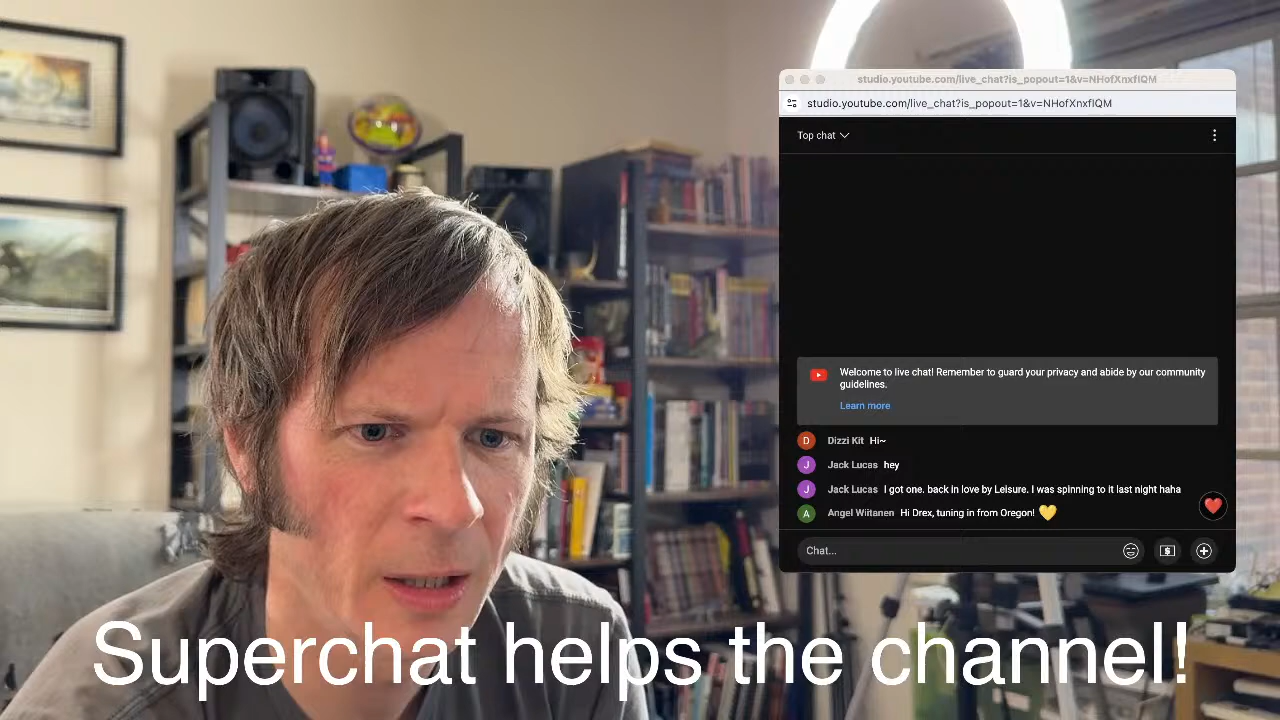 studio.youtube.com/live_chat?is_popout=1&v=NHofXnxfIQM
studio.youtube.com/live_chat?is_popout=1&v=NHofXnxfIQM
Top chat
Welcome to live chat! Remember to guard your privacy and abide by our community
guidelines.
Learn more
D Dizzi Kit Hi~
J Jack Lucas hey
J Jack Lucas I got one. back in love by Leisure. I was spinning to it last night haha
A Angel Wiitanen Hi Drex, tuning in from Oregon! 💛
Chat...
Superchat helps the channel!